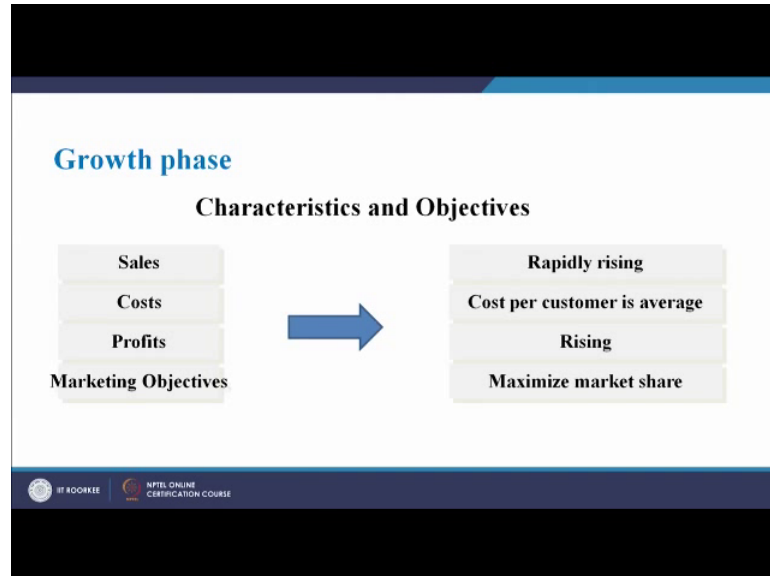 Growth phase
Characteristics and Objectives
Sales
Rapidly rising
Costs
Cost per customer is average
Profits
Rising
Marketing Objectives
Maximize market share
IIT ROORKEE
NPTEL ONLINE
CERTIFICATION COURSE